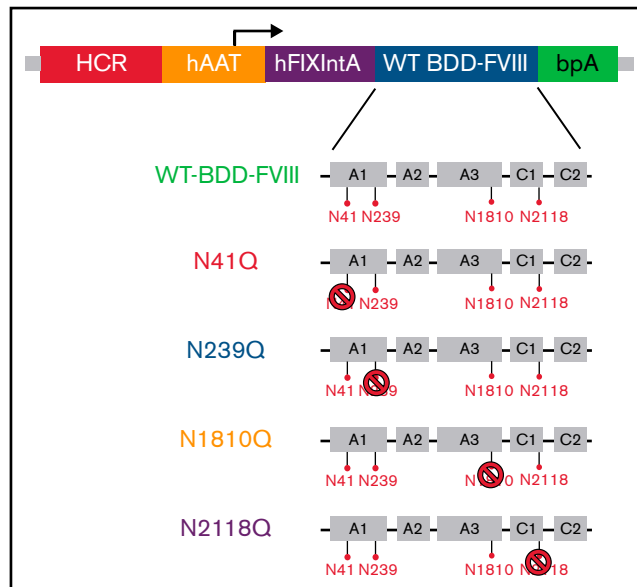 HCR hAAT hFIXIntA WT BDD-FVIII bpA
WT-BDD-FVIII A1 A2 A3 C1 C2
N41 N239 N1810 N2118
N41Q A1 A2 A3 C1 C2
N239 N1810 N2118
N239Q A1 A2 A3 C1 C2
N41 N1810 N2118
N1810Q A1 A2 A3 C1 C2
N41 N239 N2118
N2118Q A1 A2 A3 C1 C2
N41 N239 N1810